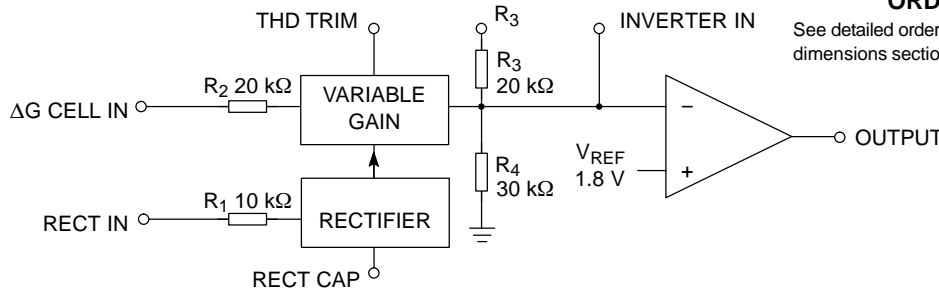 ORD
See detailed order
dimensions sectio
THD TRIM
R3
INVERTER IN
R3
20 kΩ
R2 20 kΩ
ΔG CELL IN
VARIABLE
GAIN
−
VREF
1.8 V
+
OUTPUT
R4
30 kΩ
R1 10 kΩ
RECT IN
RECTIFIER
RECT CAP